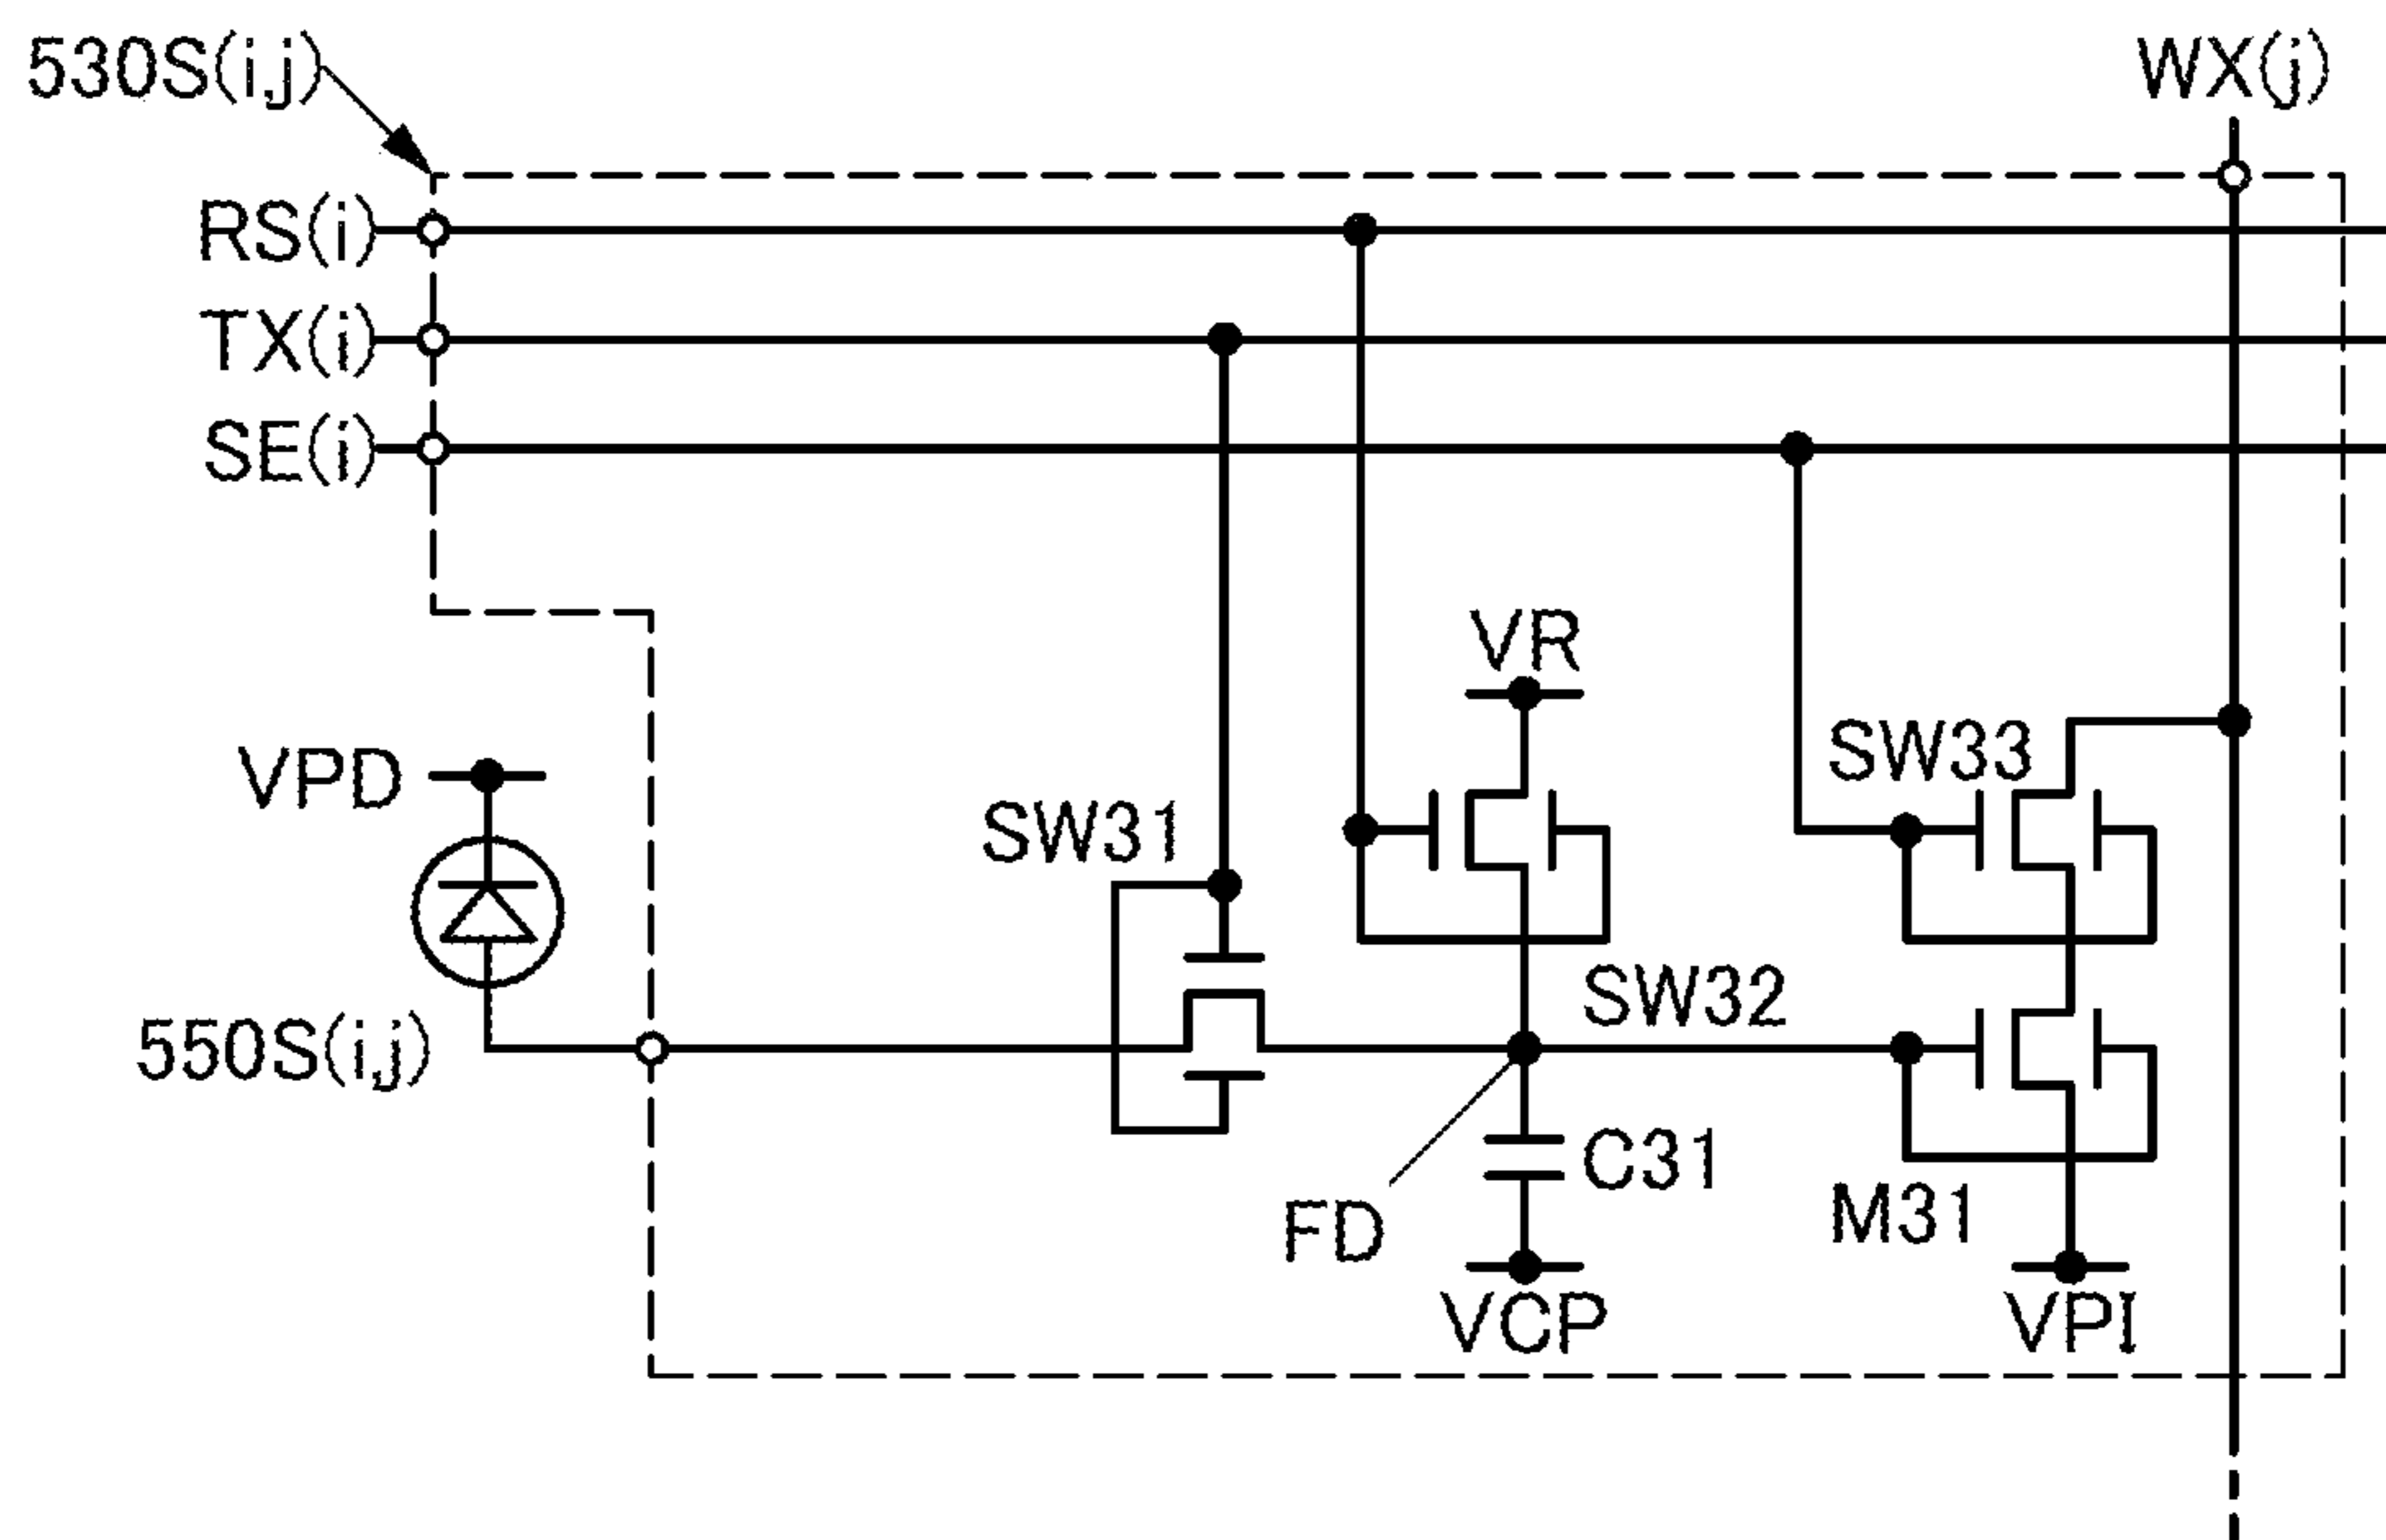 530S(i,j)
WX(j)
RS(i)
TX(i)
SE(i)
VR
SW33
VPD
SW31
SW32
550S(i,j)
C31
M31
FD
VCP
VPI